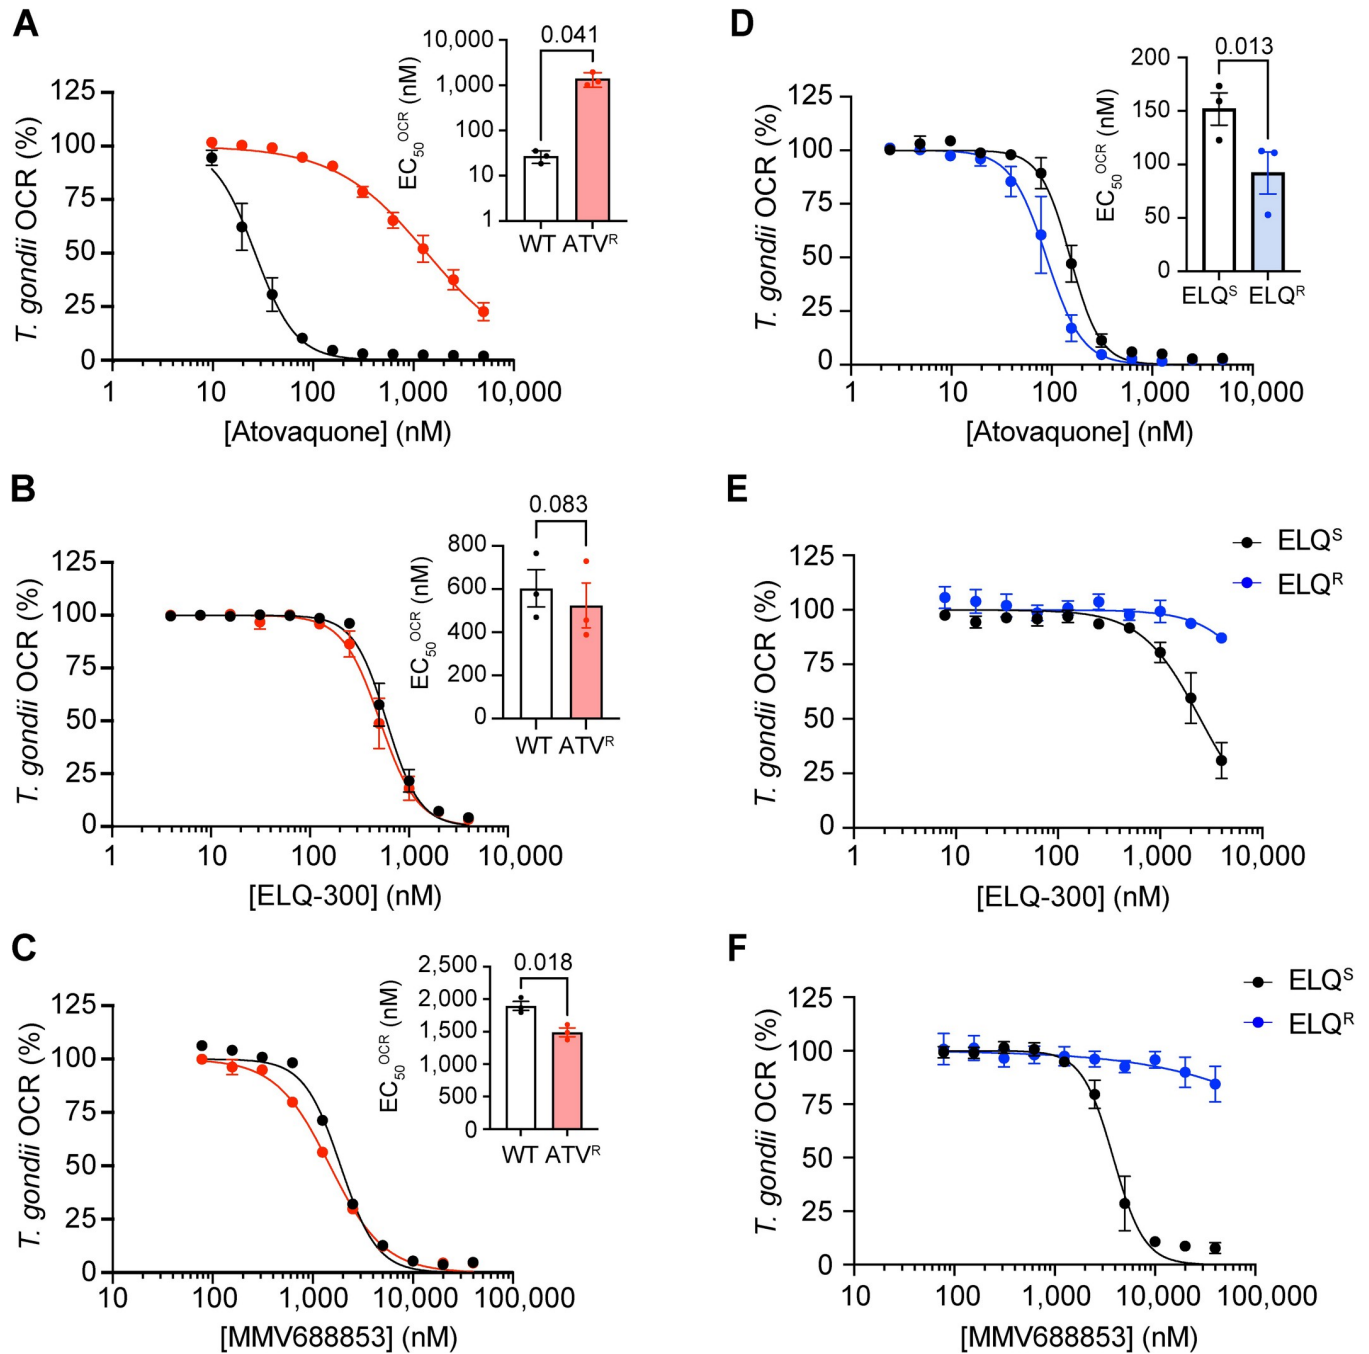 A
T. gondii OCR (%)
125
100
75
50
25
0
1 10 100 1,000 10,000
[Atovaquone] (nM)
EC50OCR (nM)
10,000
1,000
100
10
1
0.041
WT ATVR
D
T. gondii OCR (%)
125
100
75
50
25
0
1 10 100 1,000 10,000
[Atovaquone] (nM)
EC50OCR (nM)
200
150
100
50
0
0.013
ELQS ELQR
B
T. gondii OCR (%)
125
100
75
50
25
0
1 10 100 1,000 10,000
[ELQ-300] (nM)
EC50OCR (nM)
800
600
400
200
0
0.083
WT ATVR
E
T. gondii OCR (%)
125
100
75
50
25
0
1 10 100 1,000 10,000
[ELQ-300] (nM)
ELQS
ELQR
C
T. gondii OCR (%)
125
100
75
50
25
0
10 100 1,000 10,000 100,000
[MMV688853] (nM)
EC50OCR (nM)
2,500
2,000
1,500
1,000
500
0
0.018
WT ATVR
F
T. gondii OCR (%)
125
100
75
50
25
0
10 100 1,000 10,000 100,000
[MMV688853] (nM)
ELQS
ELQR